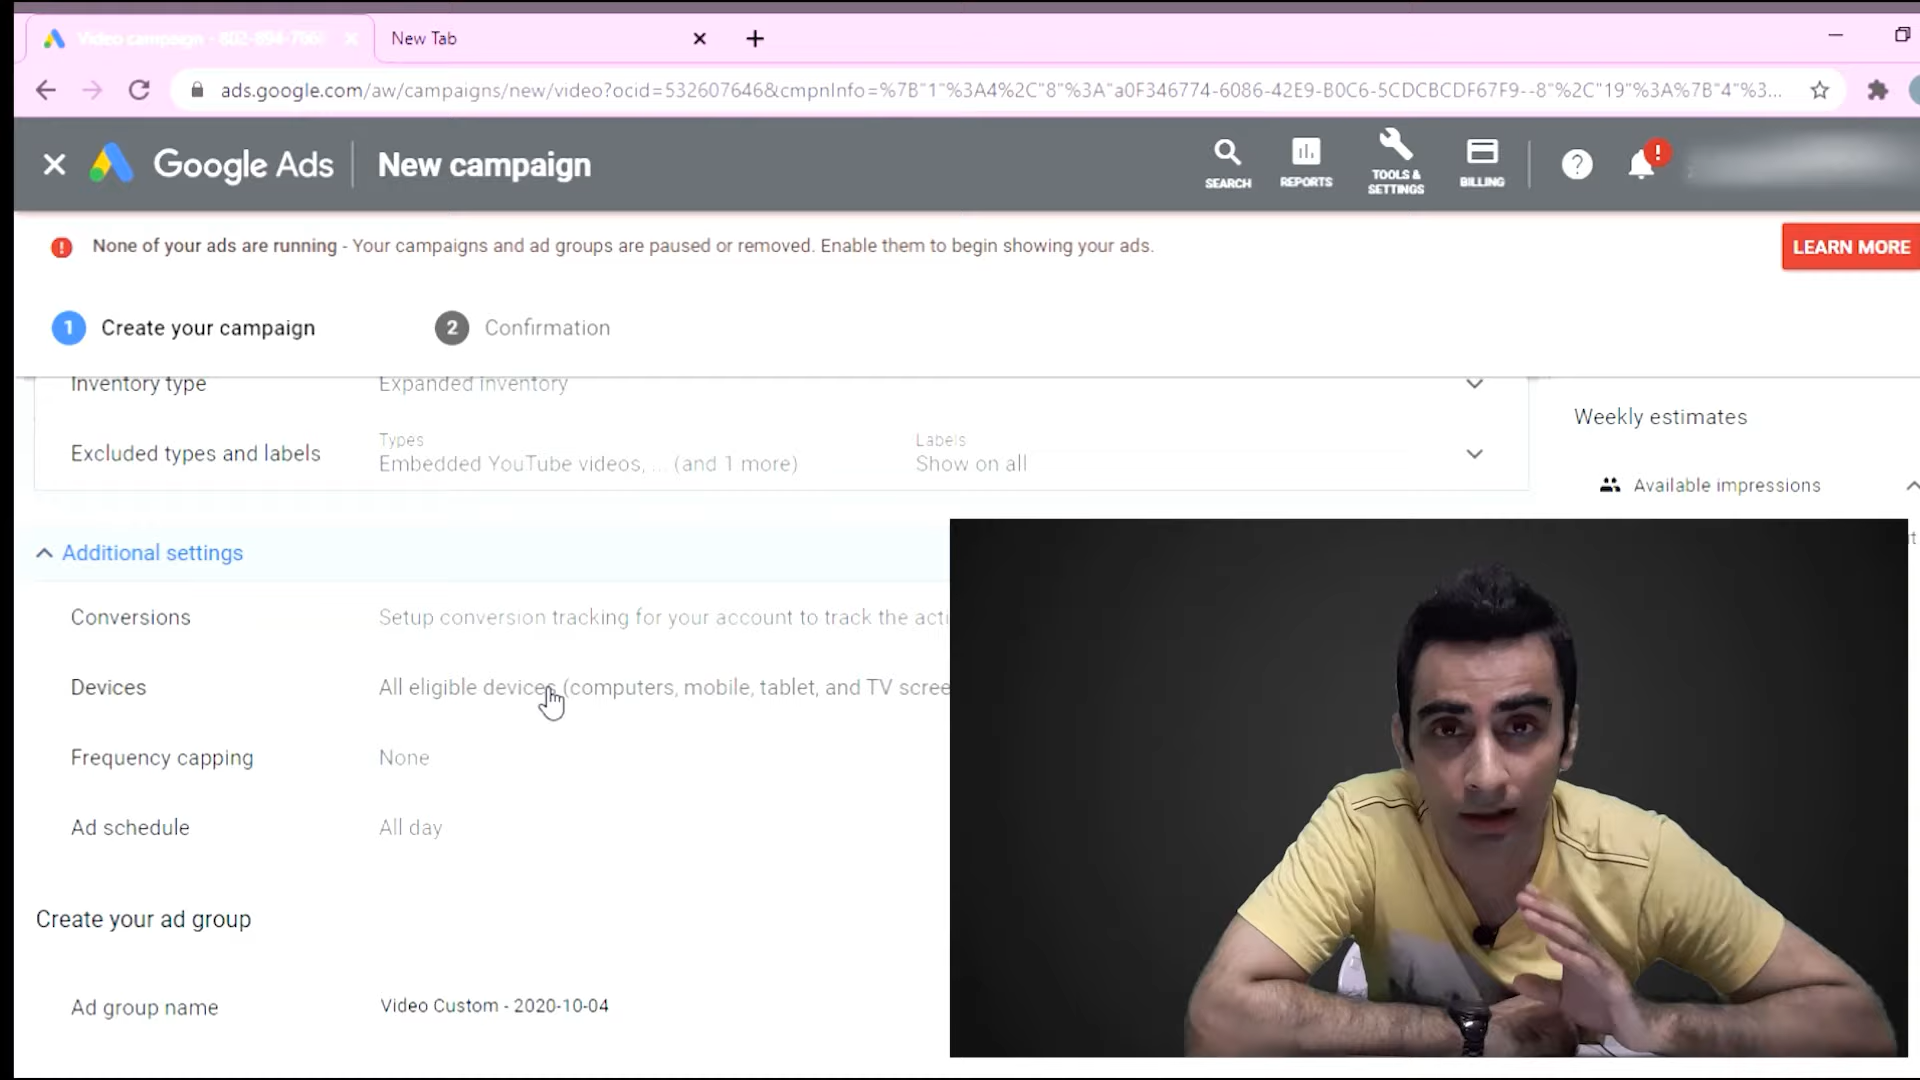 Video campaign - 802-894-706
New Tab
ads.google.com/aw/campaigns/new/video?ocid=532607646&cmpnInfo=%7B"1"%3A4%2C"8"%3A"a0F346774-6086-42E9-B0C6-5CDCBCDF67F9--8"%2C"19"%3A%7B"4"%3...
Google Ads
New campaign
SEARCH
REPORTS
TOOLS &
SETTINGS
BILLING
None of your ads are running - Your campaigns and ad groups are paused or removed. Enable them to begin showing your ads.
LEARN MORE
1 Create your campaign
2 Confirmation
Inventory type
Expanded inventory
Weekly estimates
Excluded types and labels
Types
Embedded YouTube videos, ... (and 1 more)
Labels
Show on all
Available impressions
Additional settings
Conversions
Setup conversion tracking for your account to track the acti
Devices
All eligible devices (computers, mobile, tablet, and TV scree
Frequency capping
None
Ad schedule
All day
Create your ad group
Ad group name
Video Custom - 2020-10-04